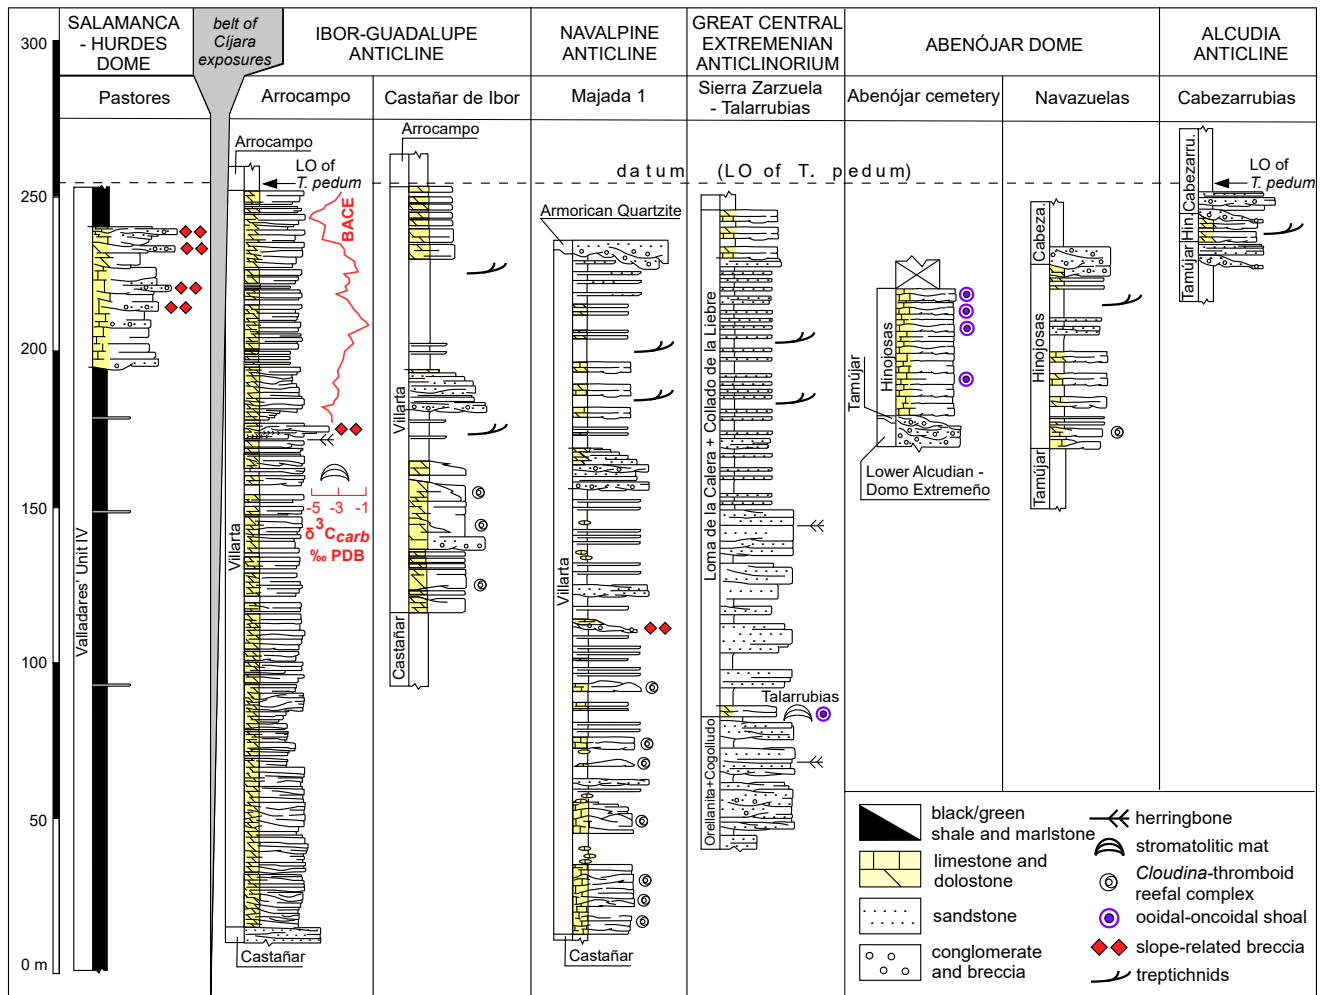 SALAMANCA
- HURDES
DOME
belt of
Cíjara
exposures
IBOR-GUADALUPE
ANTICLINE
NAVALPINE
ANTICLINE
GREAT CENTRAL
EXTREMENIAN
ANTICLINORIUM
ABENÓJAR DOME
ALCUDIA
ANTICLINE
Pastores
Arrocampo
Castañar de Ibor
Majada 1
Sierra Zarzuela
- Talarrubias
Abenójar cemetery
Navazuelas
Cabezarrubias
300
250
200
150
100
50
0 m
Valladares' Unit IV
Arrocampo
LO of
T. pedum
BACE
-5 -3 -1
δ³C carb
‰ PDB
Villarta
Castañar
Arrocampo
Villarta
Castañar
datum (LO of T. pedum)
Armorican Quartzite
Villarta
Castañar
Loma de la Calera + Collado de la Liebre
Talarrubias
Orellanita+Cogolludo
Hinojosas
Tamújar
Lower Alcudian -
Domo Extremeño
Cabeza.
Hinojosas
Tamújar
Cabezarru.
Hin.
Tamújar
LO of
T. pedum
black/green
shale and marlstone
limestone and
dolostone
sandstone
conglomerate
and breccia
herringbone
stromatolitic mat
Cloudina-thromboid
reefal complex
ooidal-oncoidal shoal
slope-related breccia
treptichnids